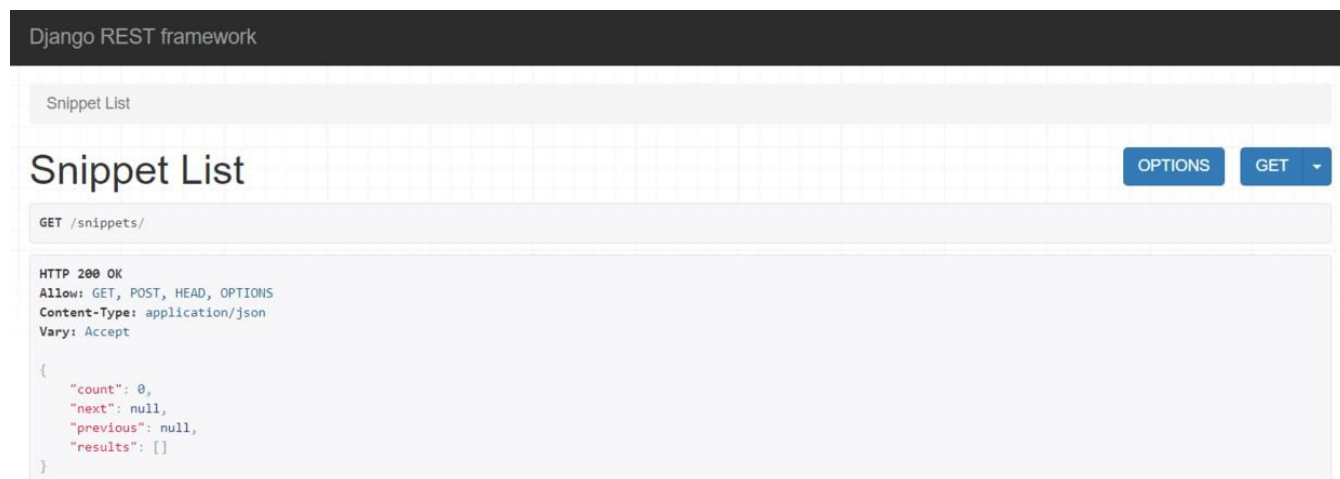 Django REST framework
Snippet List
Snippet List
OPTIONS GET
GET /snippets/
HTTP 200 OK
Allow: GET, POST, HEAD, OPTIONS
Content-Type: application/json
Vary: Accept
{
    "count": 0,
    "next": null,
    "previous": null,
    "results": []
}